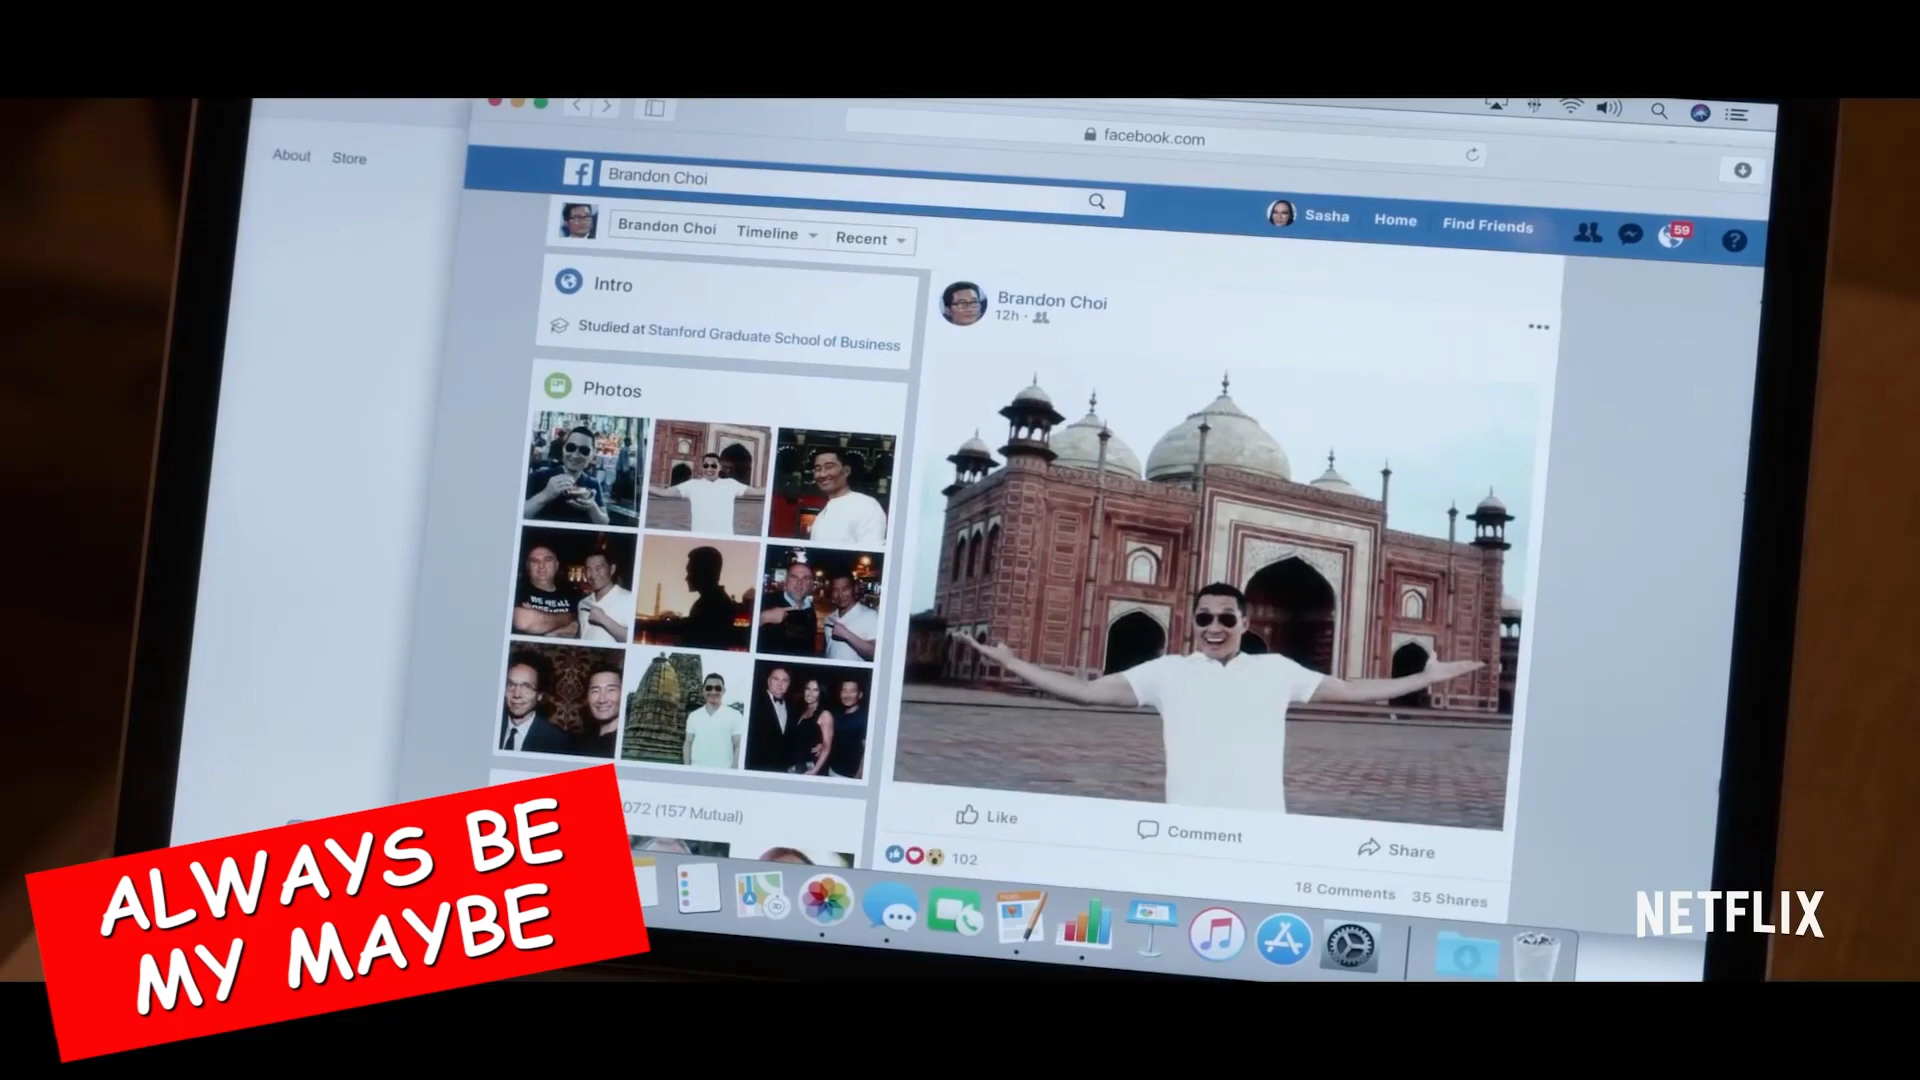 facebook.com
About Store
Brandon Choi
Sasha Home Find Friends 59
Brandon Choi Timeline Recent
Intro
Studied at Stanford Graduate School of Business
Photos
Brandon Choi
12h
Like Comment Share
102
18 Comments 35 Shares
072 (157 Mutual)
ALWAYS BE
MY MAYBE
NETFLIX